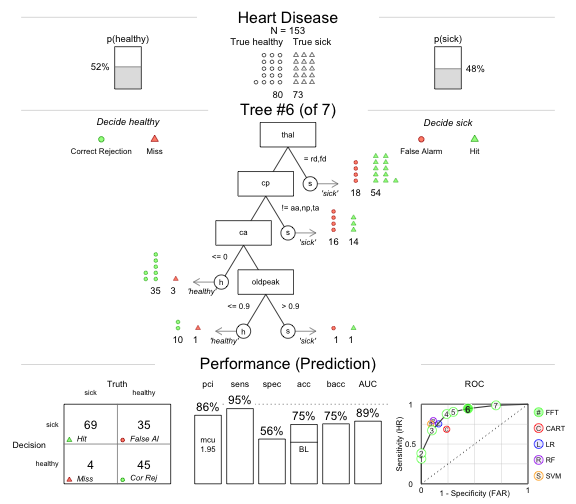 Heart Disease
N = 153
p(healthy)
True healthy True sick
p(sick)
52%
48%
80 73
Tree #6 (of 7)
Decide healthy
Decide sick
Correct Rejection Miss
False Alarm Hit
thal
= rd,fd
s
'sick'
18 54
cp
!= aa,np,ta
s
'sick'
16 14
ca
<= 0
h
'healthy'
35 3
oldpeak
<= 0.9 > 0.9
h
'healthy'
10 1
s
'sick'
1 1
Performance (Prediction)
Truth
sick healthy
Decision
sick
69 35
Hit False Al
healthy
4 45
Miss Cor Rej
pci sens spec acc bacc AUC
86% 95% 56% 75% 75% 89%
mcu
1.95
BL
ROC
Sensitivity (HR)
1
0
0 1
1 - Specificity (FAR)
2
1
3
4
5
6
7
# FFT
C CART
L LR
R RF
S SVM